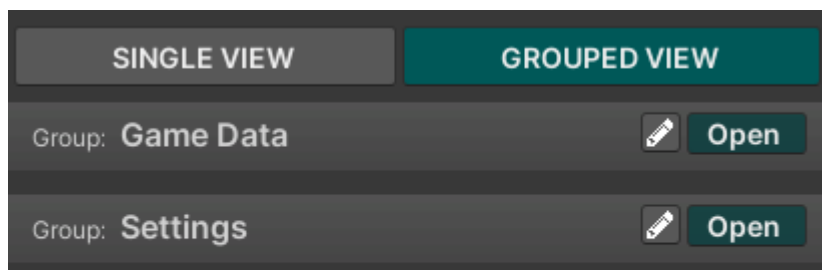 SINGLE VIEW GROUPED VIEW
Group: Game Data Open
Group: Settings Open